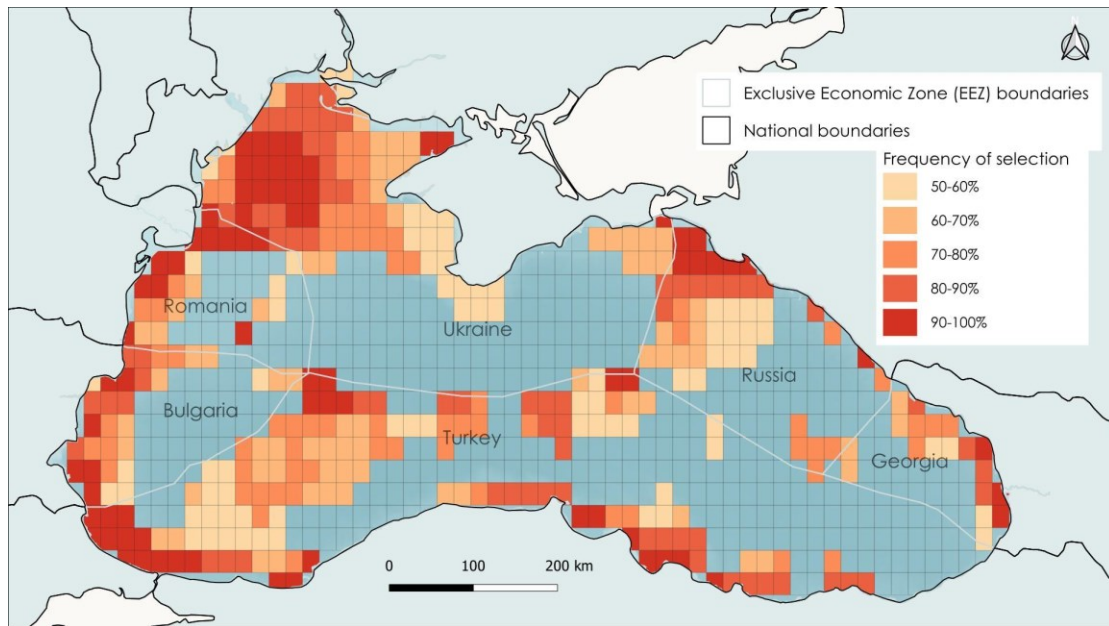 N
Exclusive Economic Zone (EEZ) boundaries
National boundaries
Frequency of selection
50-60%
60-70%
70-80%
80-90%
90-100%
Romania
Ukraine
Russia
Bulgaria
Turkey
Georgia
0 100 200 km